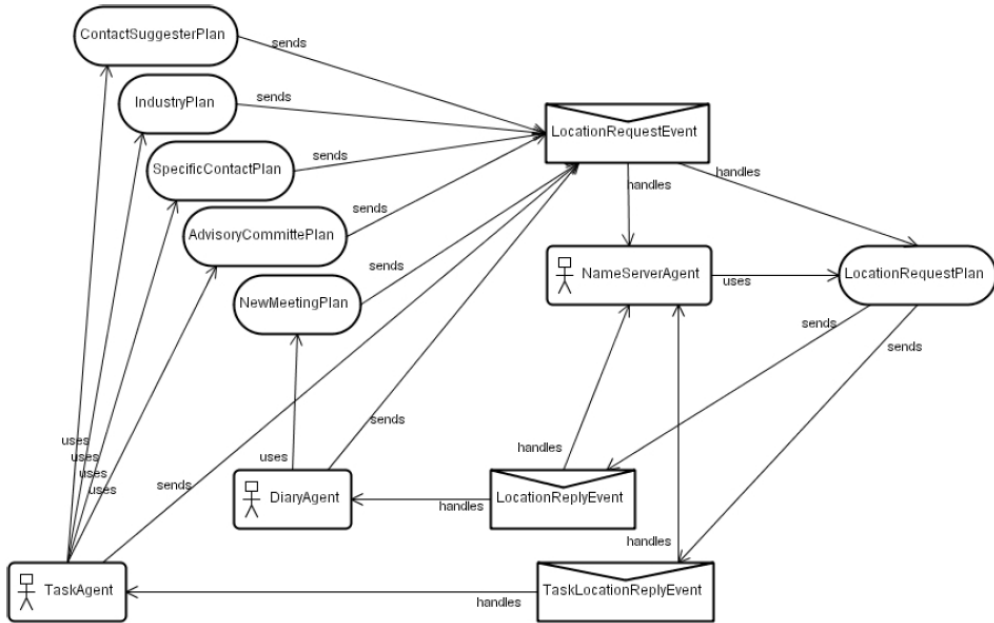 ContactSuggesterPlan
sends
IndustryPlan
sends
LocationRequestEvent
SpecificContactPlan
sends
handles
handles
AdvisoryCommittePlan
sends
NewMeetingPlan
sends
NameServerAgent
uses
LocationRequestPlan
sends
sends
uses
uses
uses
uses
sends
uses
sends
handles
DiaryAgent
handles
LocationReplyEvent
handles
TaskAgent
handles
TaskLocationReplyEvent